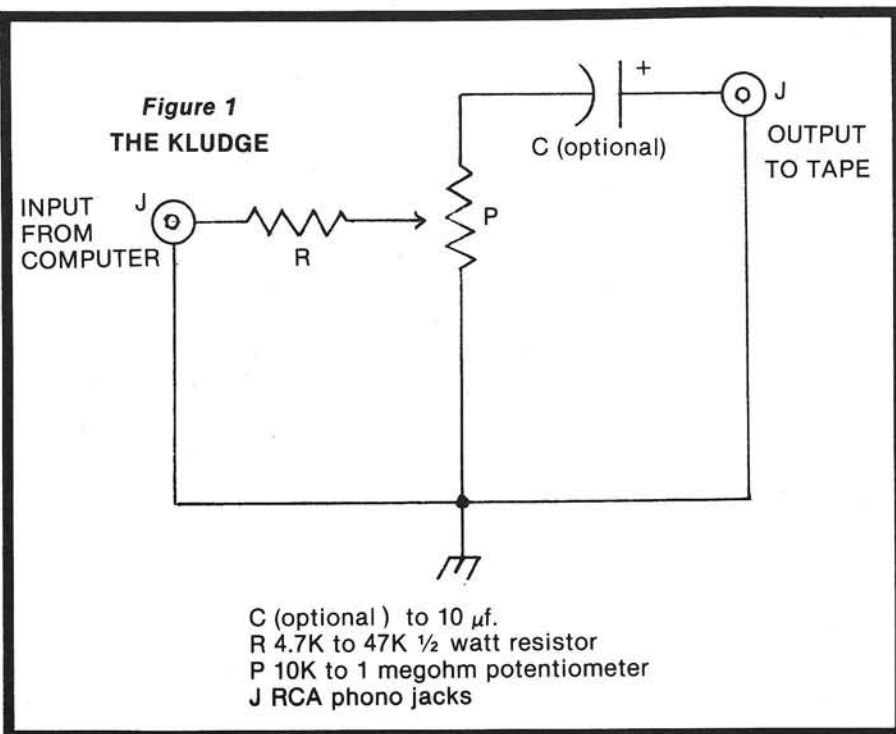 Figure 1
THE KLUDGE
INPUT
FROM
COMPUTER
J
R
P
+
C (optional)
J
OUTPUT
TO TAPE
C (optional ) to 10 µf.
R 4.7K to 47K ½ watt resistor
P 10K to 1 megohm potentiometer
J RCA phono jacks